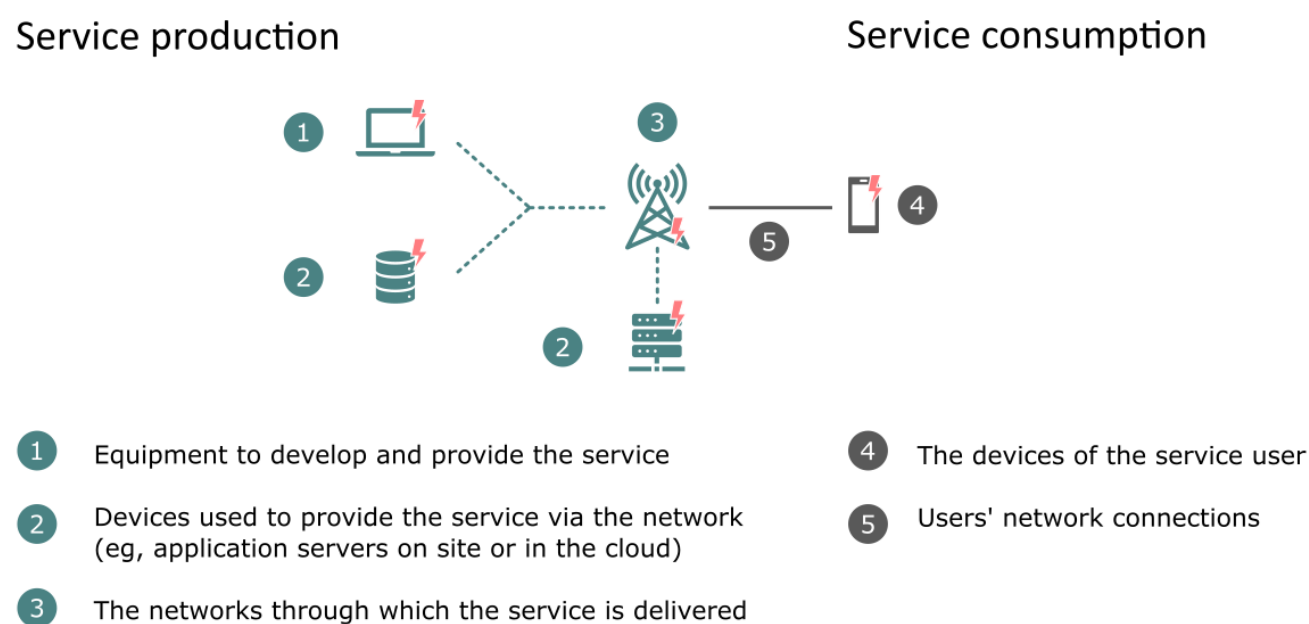 Service production
Service consumption
1
3
4
5
2
2
1 Equipment to develop and provide the service
2 Devices used to provide the service via the network
(eg, application servers on site or in the cloud)
3 The networks through which the service is delivered
4 The devices of the service user
5 Users' network connections